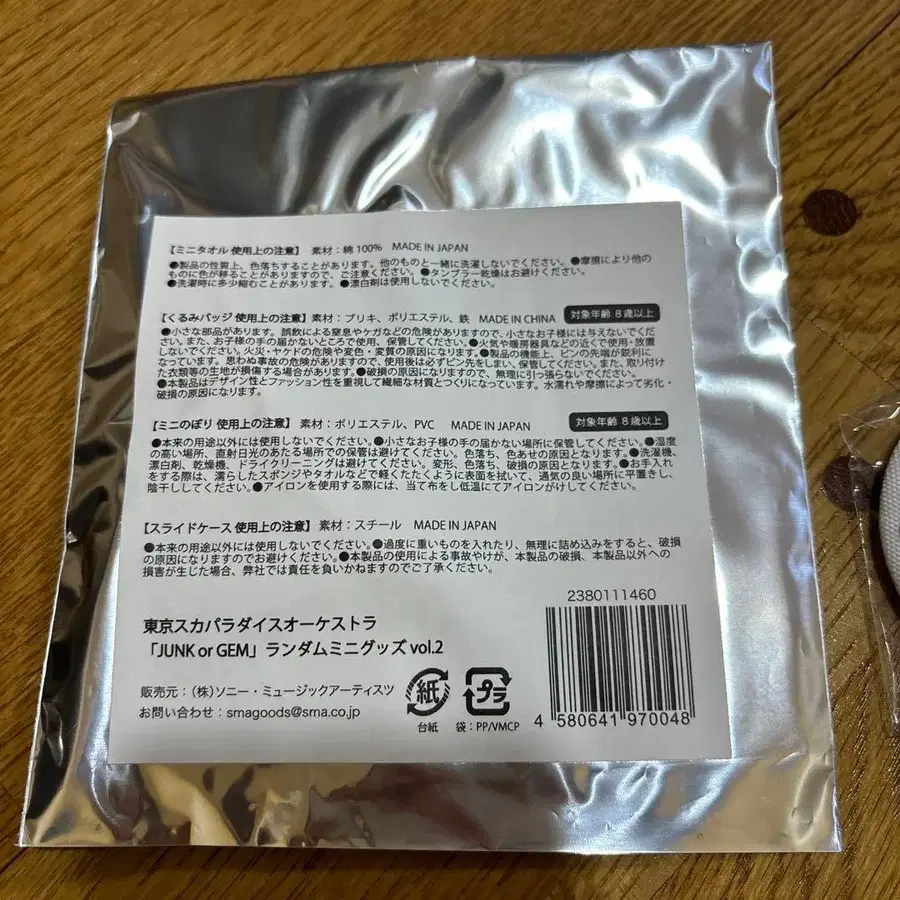 【ミニタオル 使用上の注意】 素材：綿 100% MADE IN JAPAN
●製品の性質上、色落ちすることがあります。他のものと一緒に洗濯しないでください。●摩擦により他の
ものに色が移ることがありますので、ご注意ください。●タンブラー乾燥はお避けください。
●洗濯時に多少縮むことがあります。●漂白剤は使用しないでください。
【くるみバッジ 使用上の注意】 素材：ブリキ、ポリエステル、鉄 MADE IN CHINA 対象年齢 8歳以上
●小さな部品があります。誤飲による窒息やケガなどの危険がありますので、小さなお子様には与えないでくだ
さい。また、お子様の手の届かないところで使用、保管してください。●火気や暖房器具などの近くで使用・放置
しないでください。火災・ヤケドの危険や変色・変質の原因になります。●製品の機能上、ピンの先端が鋭利に
なっています。思わぬ事故の危険がありますので、使用後は必ずピン先をしまい、保管してください。また、取り付け
た衣類等の生地が損傷する場合があります。●破損の原因になりますので、無理に引っ張らないでください。
●本製品はデザイン性とファッション性を重視して繊細な材質とつくりになっています。水濡れや摩擦によって劣化・
破損の原因になります。
【ミニのぼり 使用上の注意】 素材：ポリエステル、PVC MADE IN JAPAN 対象年齢 8歳以上
●本来の用途以外には使用しないでください。●小さなお子様の手の届かない場所に保管してください。●湿度
の高い場所、直射日光のあたる場所での保管は避けてください。色落ち、色あせの原因となります。●洗濯機、
漂白剤、乾燥機、ドライクリーニングは避けてください。変形、色落ち、破損の原因になります。●お手入れ
をする際は、濡らしたスポンジやタオルなどで軽くたたくように表面を拭いて、通気の良い場所に平置きし、
陰干ししてください。●アイロンを使用する際には、当て布をし低温にてアイロンがけしてください。
【スライドケース 使用上の注意】 素材：スチール MADE IN JAPAN
●本来の用途以外には使用しないでください。●過度に重いものを入れたり、無理に詰め込みをすると、破損
の原因になりますのでお避けください。●本製品の使用による事故やけが、本製品の破損、本製品以外への
損害が生じた場合、弊社では責任を負いかねますのでご了承ください。
2380111460
東京スカパラダイスオーケストラ
「JUNK or GEM」ランダムミニグッズ vol.2
販売元：（株）ソニー・ミュージックアーティスツ
お問い合わせ：smagoods@sma.co.jp
紙
台紙
プラ
袋：PP/VMCP
4 580641 970048